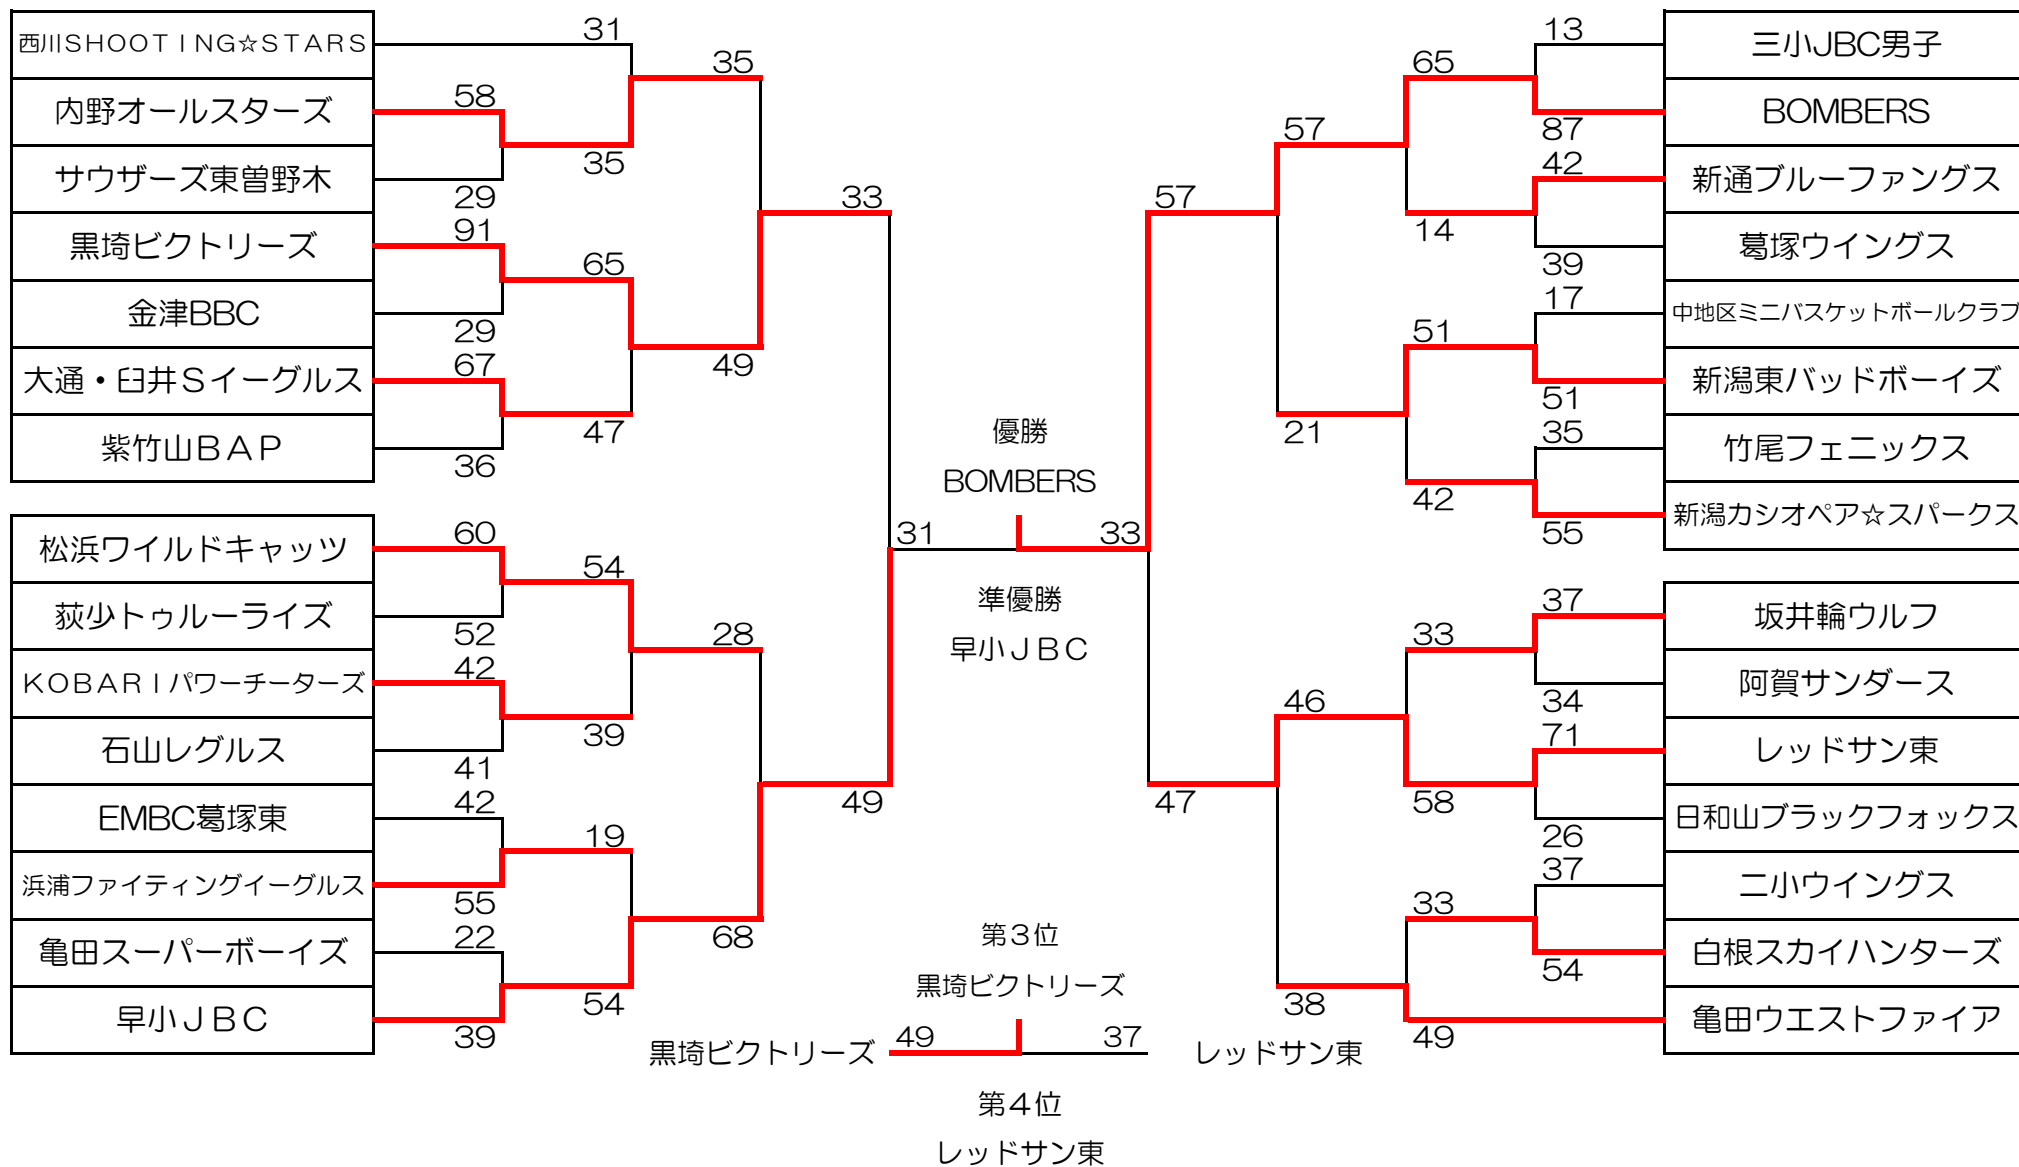 西川SHOOTING☆STARS
内野オールスターズ
サウザーズ東曽野木
黒埼ビクトリーズ
金津BBC
大通・臼井Sイーグルス
紫竹山BAP
松浜ワイルドキャッツ
荻少トゥルーライズ
KOBARIパワーチーターズ
石山レグルス
EMBC葛塚東
浜浦ファイティングイーグルス
亀田スーパーボーイズ
早小JBC
58
29
91
29
67
36
60
52
42
41
42
55
22
39
31
35
65
47
54
39
19
54
35
49
28
68
33
49
31
優勝
BOMBERS
33
準優勝
早小JBC
第3位
黒埼ビクトリーズ
黒埼ビクトリーズ
49
37
レッドサン東
第4位
レッドサン東
57
47
57
21
46
38
65
14
51
42
33
58
33
49
13
87
42
39
17
51
35
55
37
34
71
26
37
54
三小JBC男子
BOMBERS
新通ブルーファングス
葛塚ウイングス
中地区ミニバスケットボールクラブ
新潟東バッドボーイズ
竹尾フェニックス
新潟カシオペア☆スパークス
坂井輪ウルフ
阿賀サンダース
レッドサン東
日和山ブラックフォックス
二小ウイングス
白根スカイハンターズ
亀田ウエストファイア